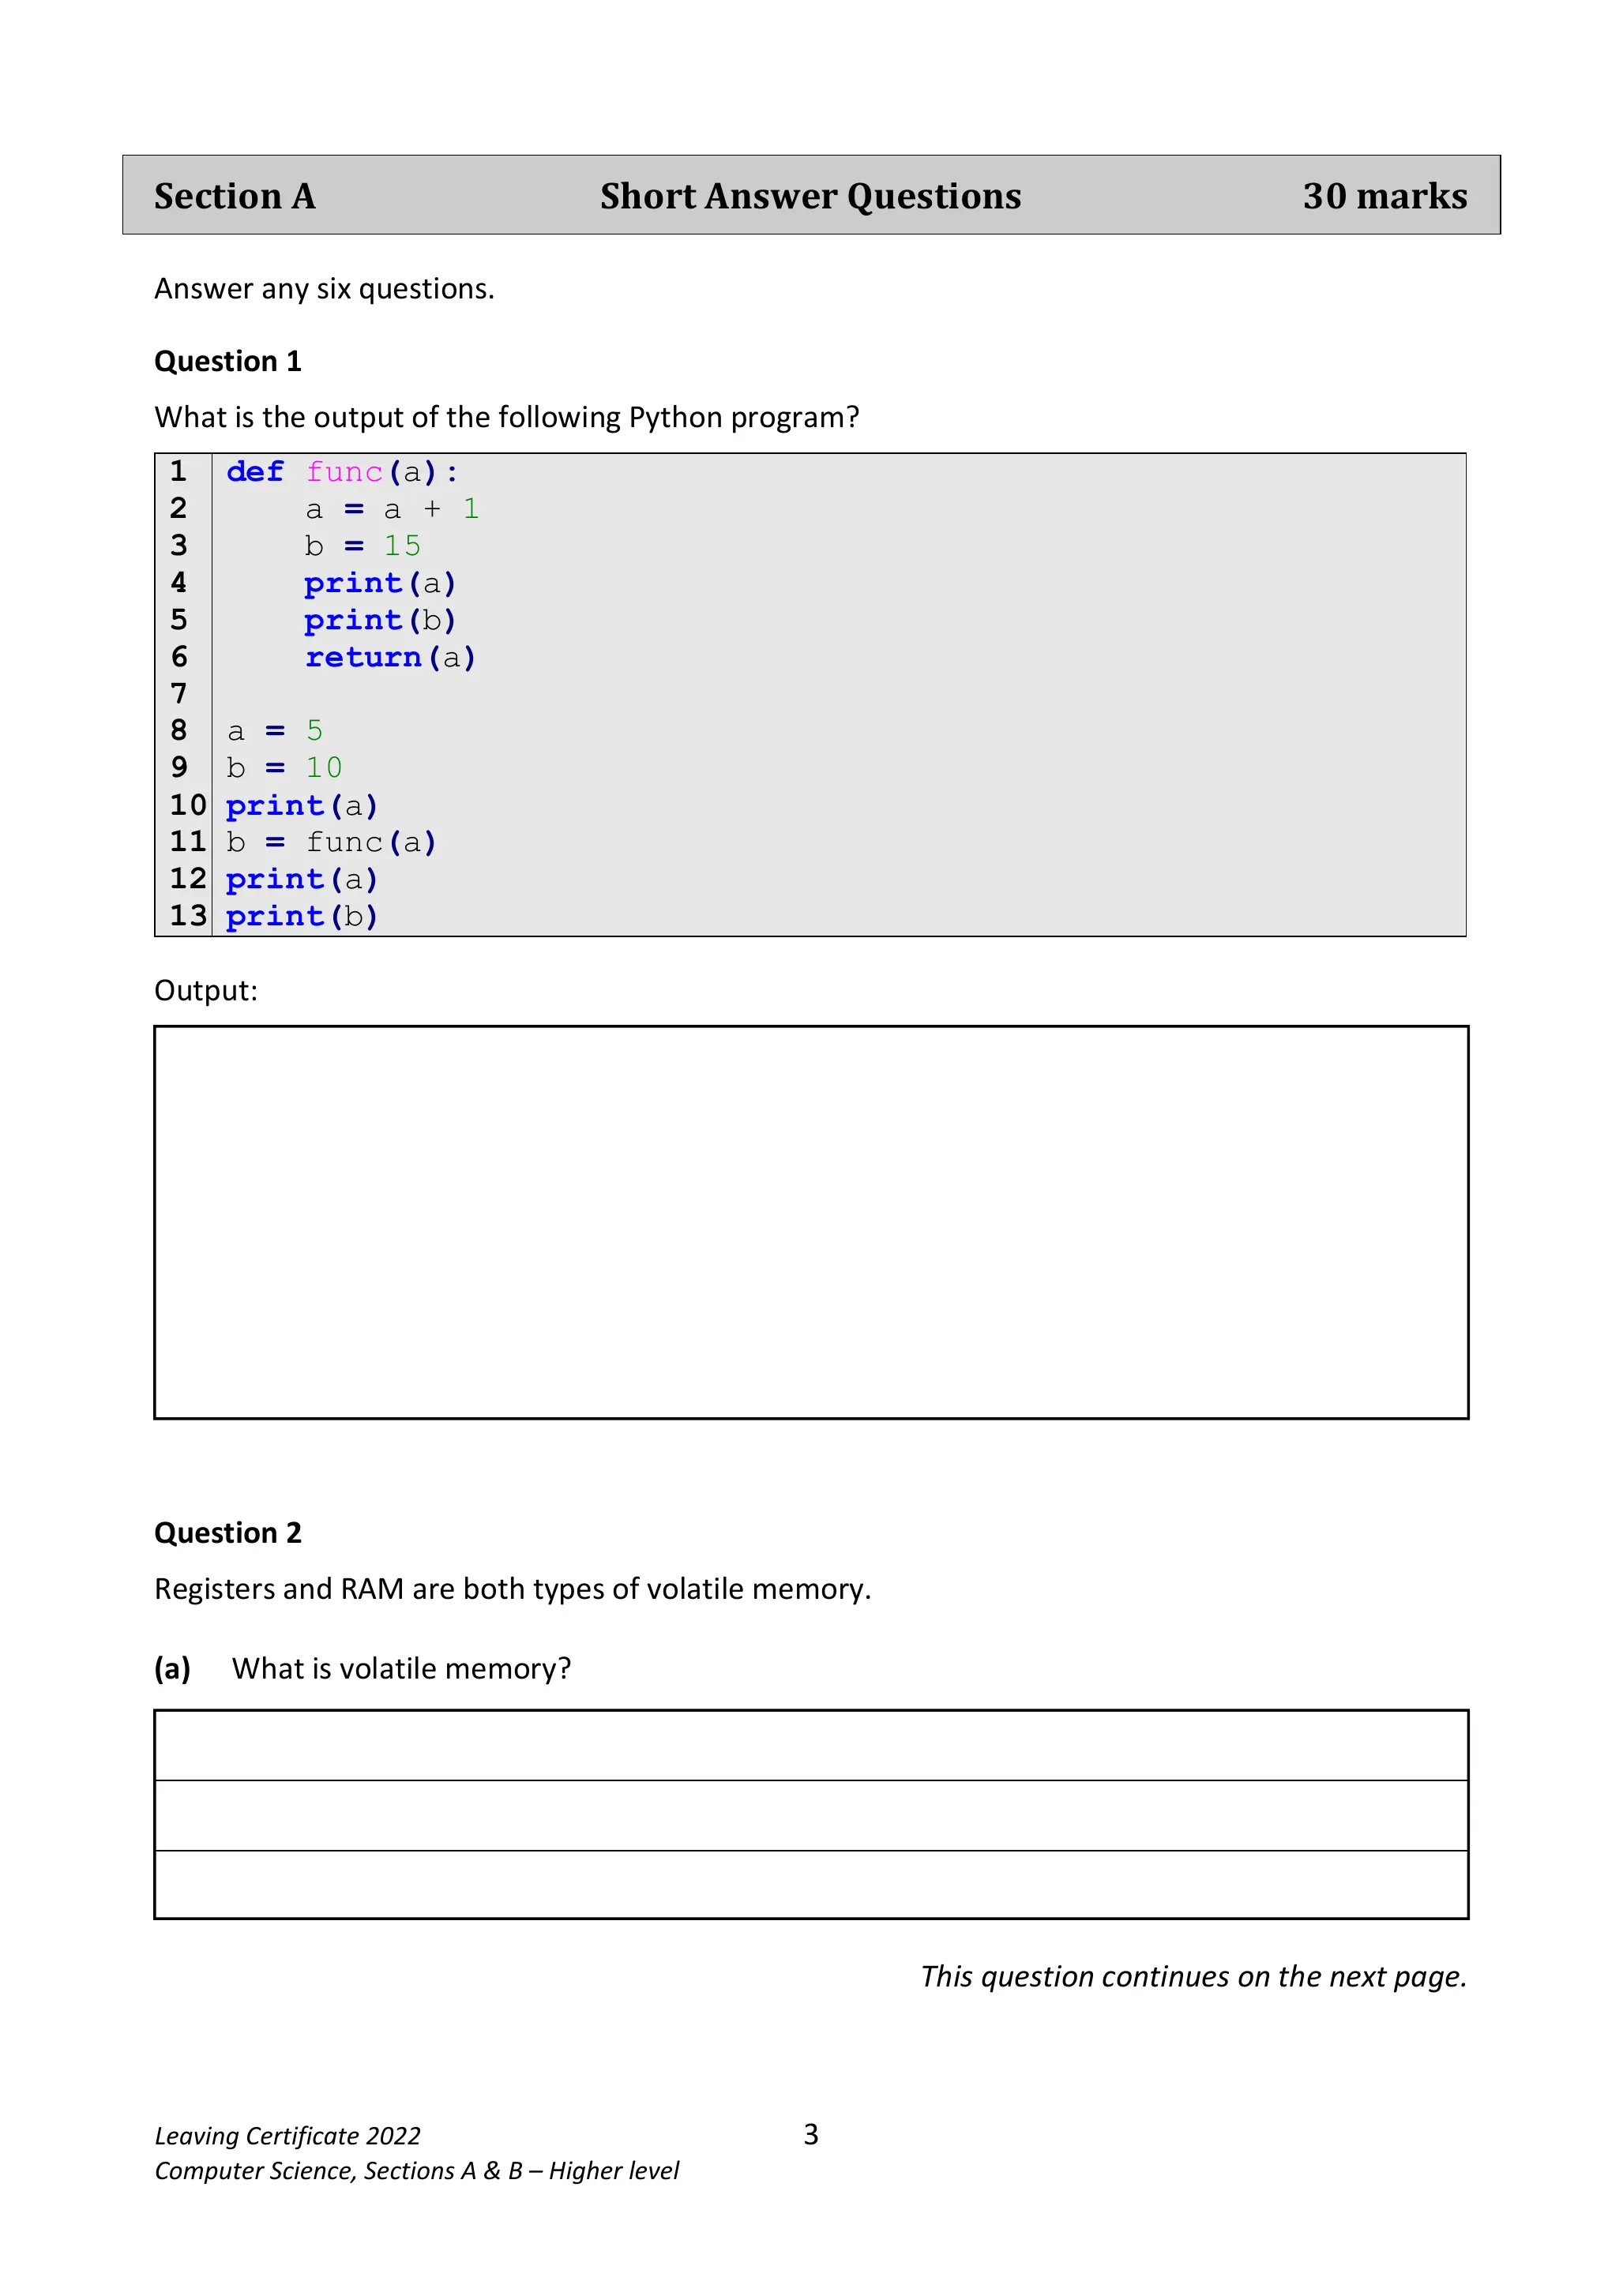 Section A Short Answer Questions 30 marks
Answer any six questions.
Question 1
What is the output of the following Python program?
1 def func(a):
2     a = a + 1
3     b = 15
4     print(a)
5     print(b)
6     return(a)
7
8 a = 5
9 b = 10
10 print(a)
11 b = func(a)
12 print(a)
13 print(b)
Output:
Question 2
Registers and RAM are both types of volatile memory.
(a) What is volatile memory?
This question continues on the next page.
Leaving Certificate 2022 3
Computer Science, Sections A & B – Higher level